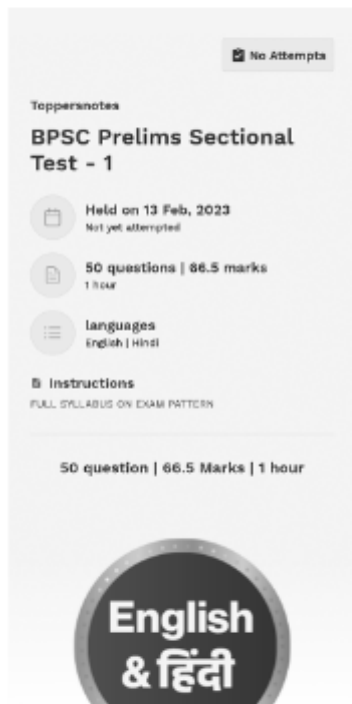 No Attempts
Toppersnotes
BPSC Prelims Sectional
Test - 1
Held on 13 Feb, 2023
Not yet attempted
50 questions | 66.5 marks
1 hour
languages
English | Hindi
Instructions
FULL SYLLABUS ON EXAM PATTERN
50 question | 66.5 Marks | 1 hour
English
& हिंदी